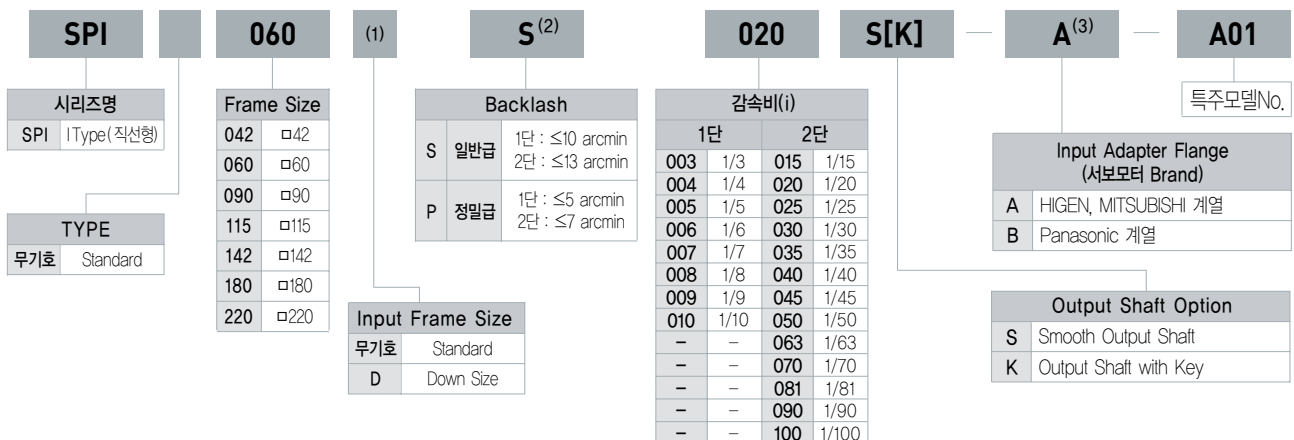 SPI 060 (1) S(2) 020 S[K] — A(3) — A01
시리즈명
SPI I Type(직선형)
TYPE
무기호 Standard
Frame Size
042 ㅁ42
060 ㅁ60
090 ㅁ90
115 ㅁ115
142 ㅁ142
180 ㅁ180
220 ㅁ220
Input Frame Size
무기호 Standard
D Down Size
Backlash
S 일반급 1단 : ≤10 arcmin
2단 : ≤13 arcmin
P 정밀급 1단 : ≤5 arcmin
2단 : ≤7 arcmin
감속비(i)
1단 2단
003 1/3 015 1/15
004 1/4 020 1/20
005 1/5 025 1/25
006 1/6 030 1/30
007 1/7 035 1/35
008 1/8 040 1/40
009 1/9 045 1/45
010 1/10 050 1/50
– – 063 1/63
– – 070 1/70
– – 081 1/81
– – 090 1/90
– – 100 1/100
특주모델No.
Input Adapter Flange
(서보모터 Brand)
A HIGEN, MITSUBISHI 계열
B Panasonic 계열
Output Shaft Option
S Smooth Output Shaft
K Output Shaft with Key